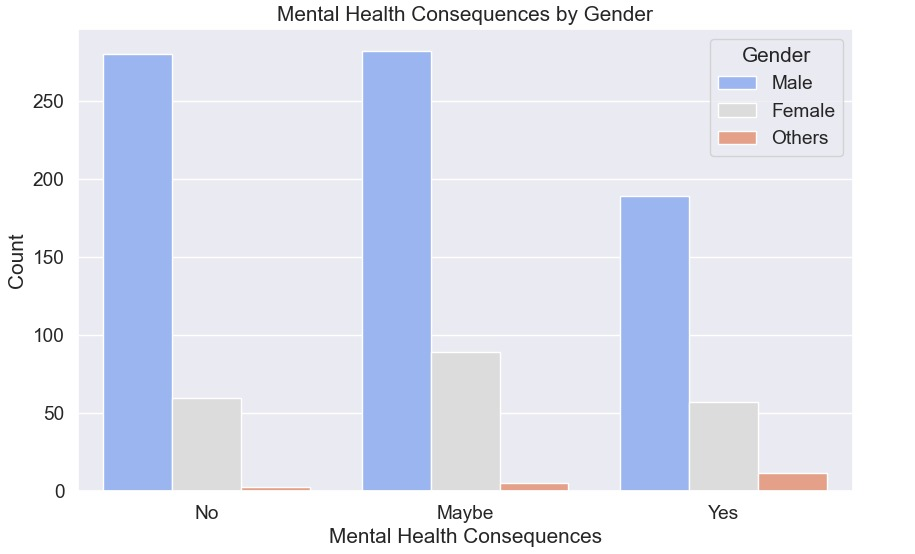 Mental Health Consequences by Gender
Gender
Male
Female
Others
250
200
150
100
50
0
Count
No Maybe Yes
Mental Health Consequences